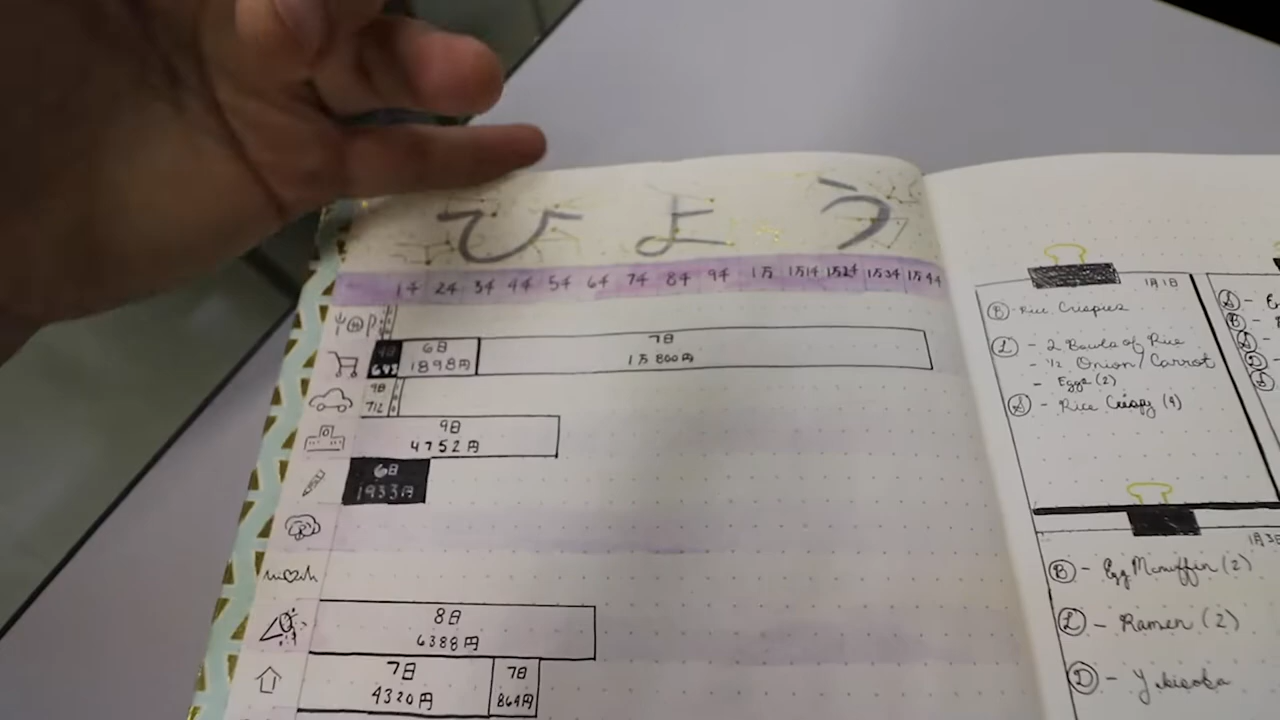 ひよう
1千 2千 3千 4千 5千 6千 7千 8千 9千 1万 1万1千 1万2千 1万3千 1万4千
6日 7日
1898円 1万800円
9日
712
9日
4752円
6日
1933円
8日
6388円
7日 7日
4320円 864円
1月1日
B - Rice Crispies
L - 2 Bowls of Rice
- 1/2 Onion/Carrot
- Eggs (2)
S - Rice Crispy (4)
1月3日
B - Egg Mcmuffin (2)
L - Ramen (2)
D - Yakisoba